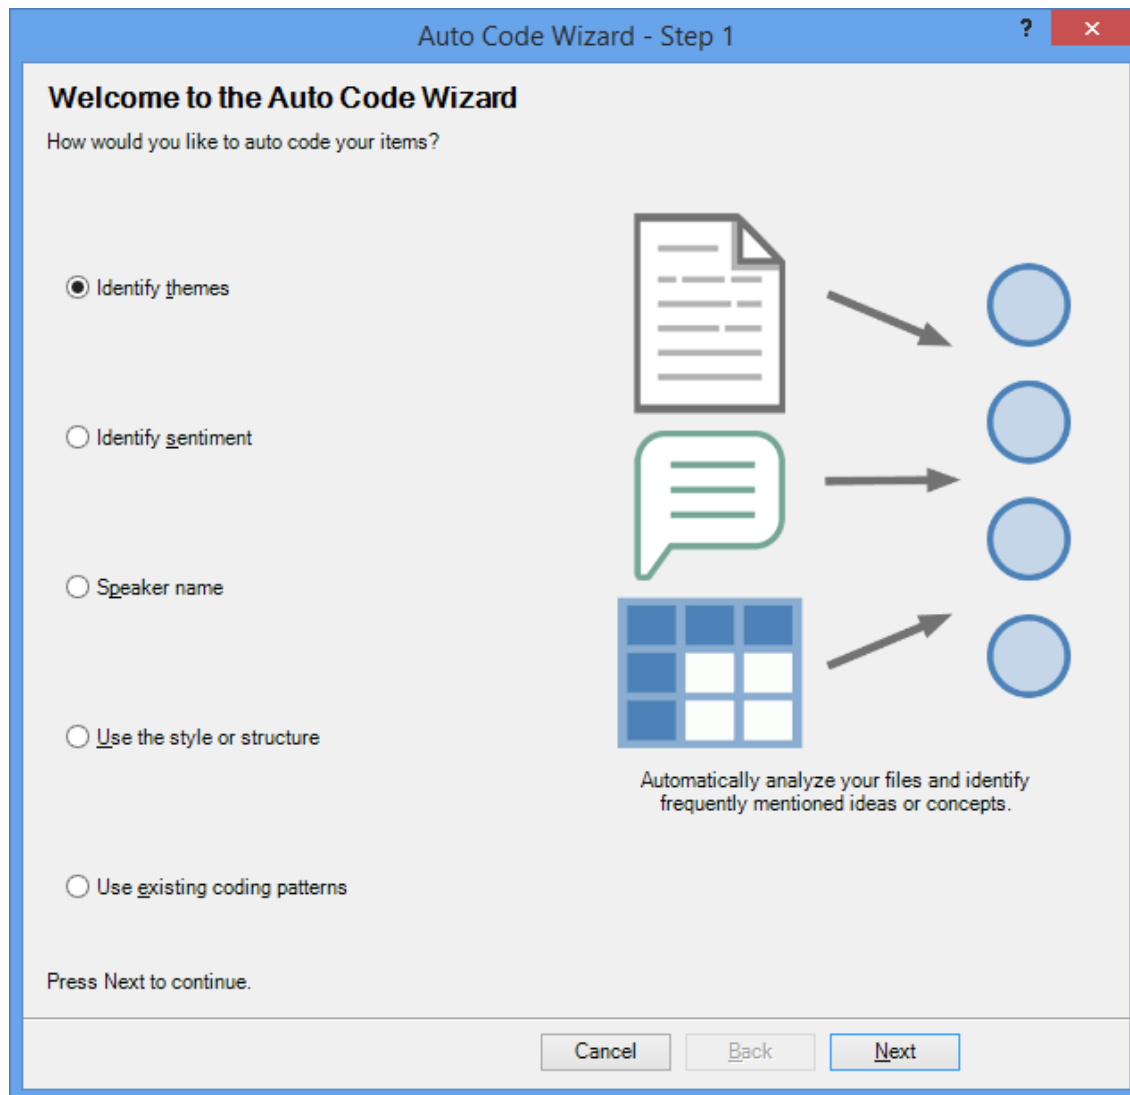 Auto Code Wizard - Step 1
?
Welcome to the Auto Code Wizard
How would you like to auto code your items?
Identify themes
Identify sentiment
Speaker name
Use the style or structure
Automatically analyze your files and identify
frequently mentioned ideas or concepts.
Use existing coding patterns
Press Next to continue.
Cancel
Back
Next